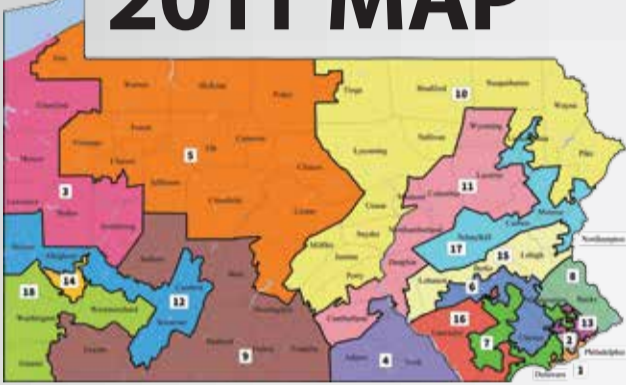 2011 MAP
Erie
Warren
McKean
Potter
Tioga
Bradford
Susquehanna
10
Wayne
Crawford
Forest
Elk
Cameron
Sullivan
Wyoming
Venango
Clarion
5
Lycoming
Pike
Mercer
Clinton
Luzerne
3
Jefferson
11
Columbia
Lawrence
Butler
Clearfield
Centre
Union
Monroe
Armstrong
Snyder
Northumberland
Carbon
Beaver
Allegheny
Indiana
Mifflin
Schuylkill
Northampton
17
Juniata
Blair
15
Lehigh
14
Perry
Dauphin
Lebanon
Berks
8
18
12
Cambria
6
Bucks
Westmoreland
Huntingdon
Washington
Somerset
Cumberland
16
13
Lancaster
7
Chester
2
Philadelphia
Greene
Fayette
Bedford
Fulton
Franklin
9
Adams
4
York
Delaware
1